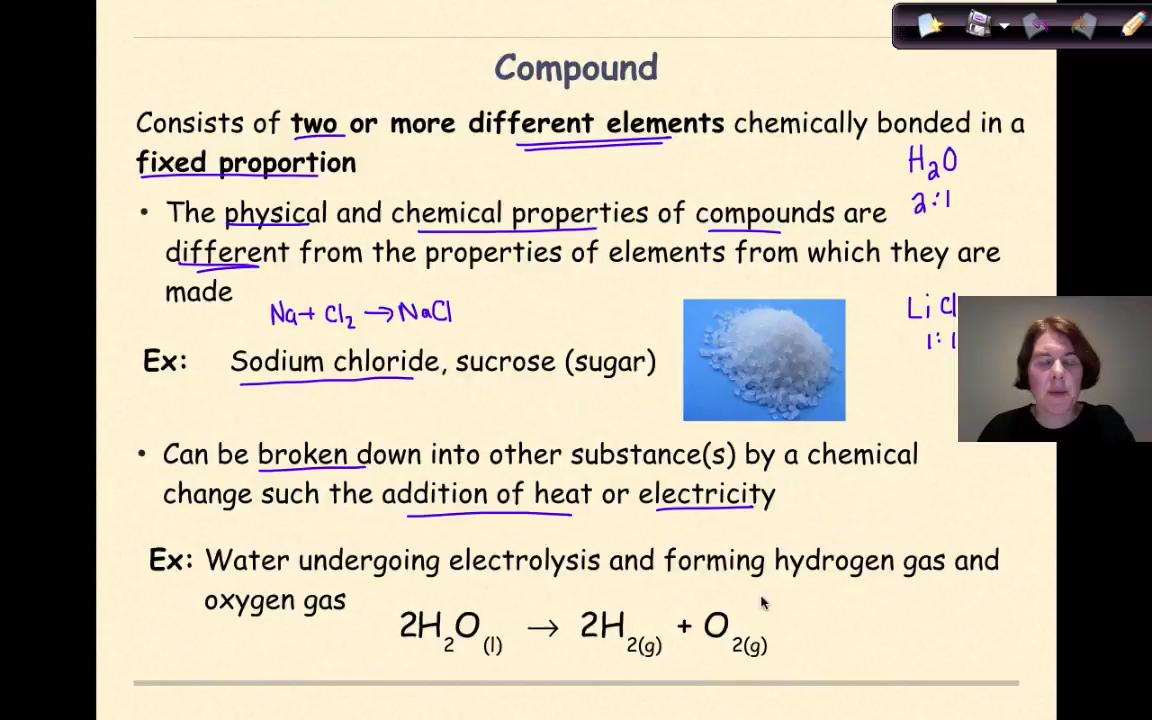 Compound
Consists of two or more different elements chemically bonded in a
fixed proportion
H₂O
2:1
• The physical and chemical properties of compounds are
different from the properties of elements from which they are
made
Na + Cl₂ → NaCl
LiCl
1:1
Ex: Sodium chloride, sucrose (sugar)
• Can be broken down into other substance(s) by a chemical
change such the addition of heat or electricity
Ex: Water undergoing electrolysis and forming hydrogen gas and
oxygen gas
2H₂O(l) → 2H₂(g) + O₂(g)